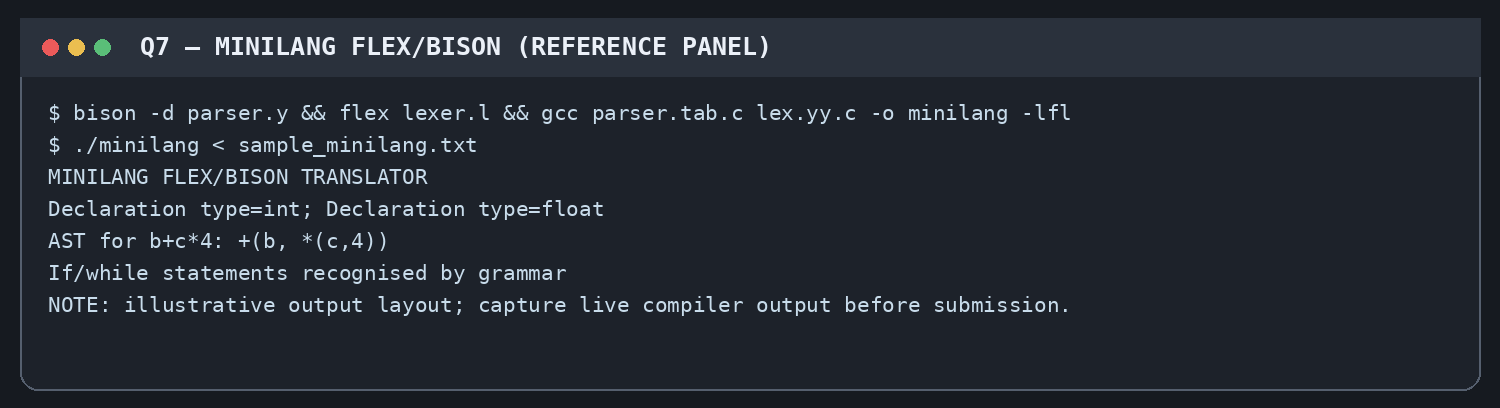 Q7 — MINILANG FLEX/BISON (REFERENCE PANEL)
$ bison -d parser.y && flex lexer.l && gcc parser.tab.c lex.yy.c -o minilang -lfl
$ ./minilang < sample_minilang.txt
MINILANG FLEX/BISON TRANSLATOR
Declaration type=int; Declaration type=float
AST for b+c*4: +(b, *(c,4))
If/while statements recognised by grammar
NOTE: illustrative output layout; capture live compiler output before submission.